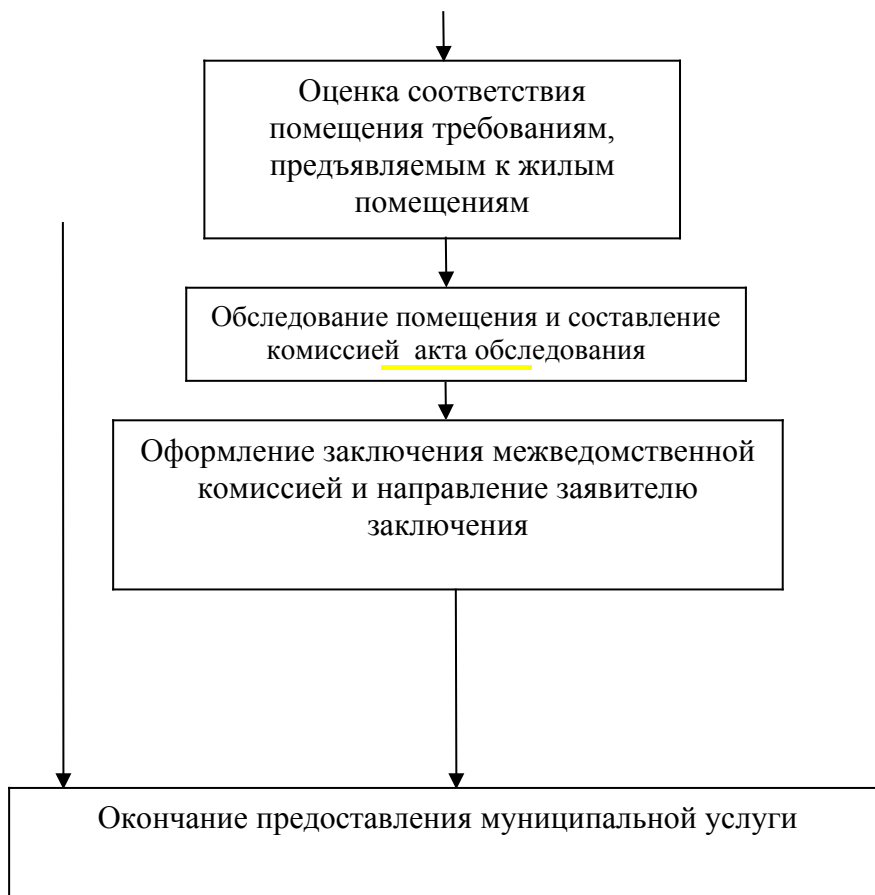 Оценка соответствия
помещения требованиям,
предъявляемым к жилым
помещениям
Обследование помещения и составление
комиссией  акта обследования
Оформление заключения межведомственной
комиссией и направление заявителю
заключения
Окончание предоставления муниципальной услуги